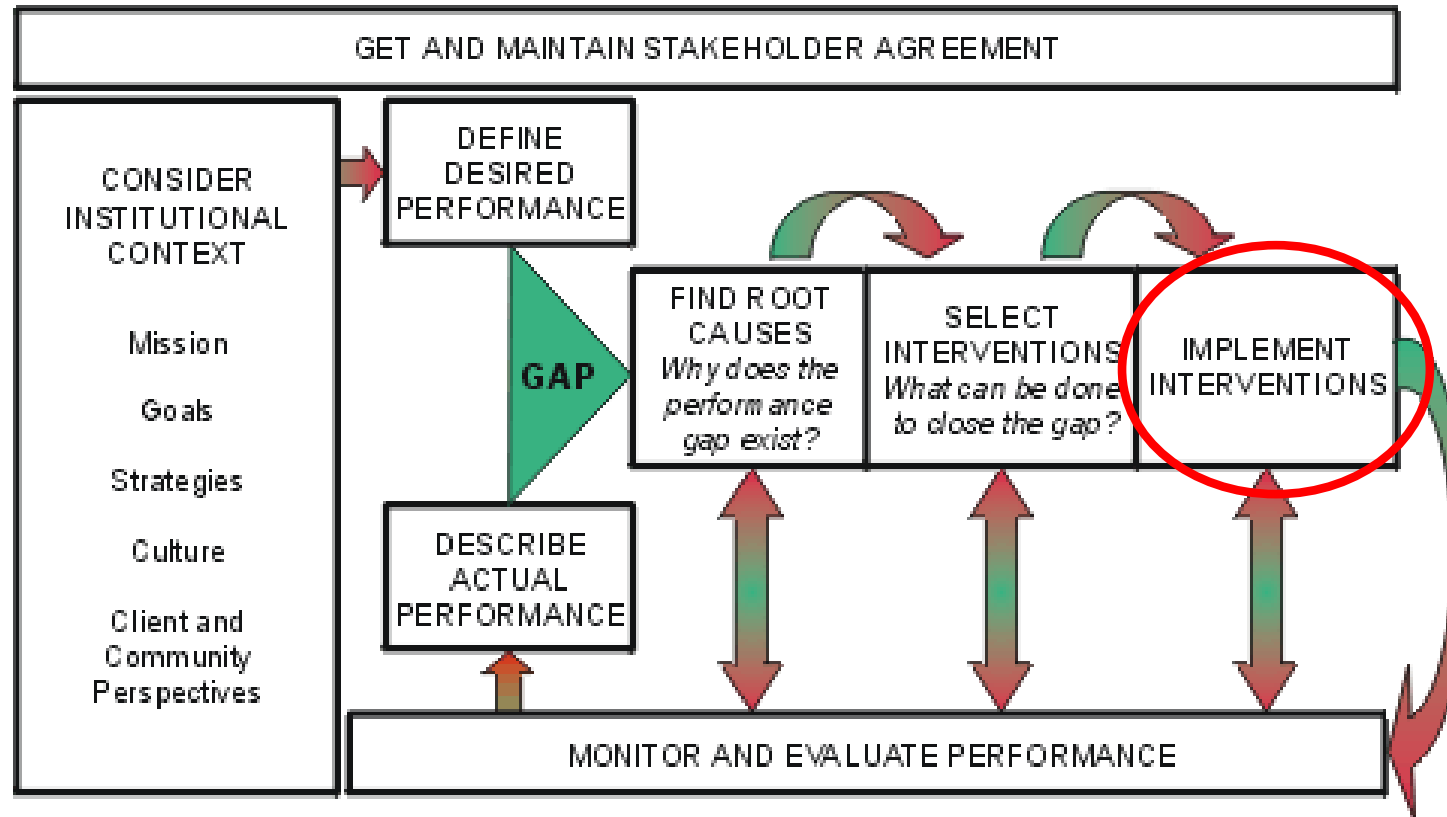 GET AND MAINTAIN STAKEHOLDER AGREEMENT
CONSIDER
INSTITUTIONAL
CONTEXT
Mission
Goals
Strategies
Culture
Client and
Community
Perspectives
DEFINE
DESIRED
PERFORMANCE
GAP
DESCRIBE
ACTUAL
PERFORMANCE
FIND ROOT
CAUSES
Why does the
performance
gap exist?
SELECT
INTERVENTIONS
What can be done
to close the gap?
IMPLEMENT
INTERVENTIONS
MONITOR AND EVALUATE PERFORMANCE